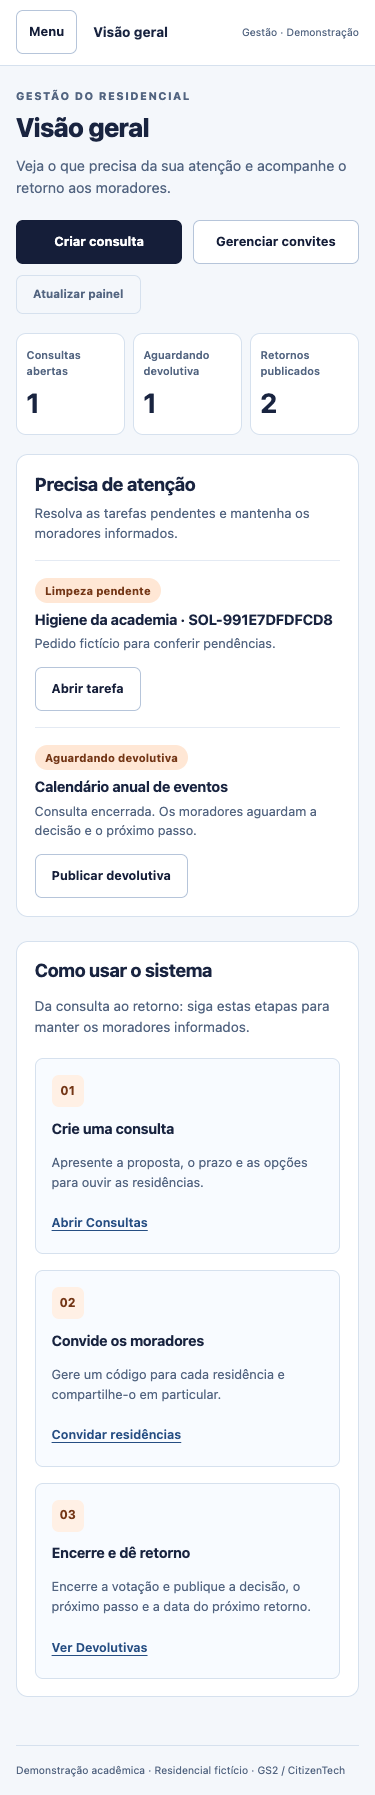 Menu
Visão geral
Gestão · Demonstração
GESTÃO DO RESIDENCIAL
Visão geral
Veja o que precisa da sua atenção e acompanhe o
retorno aos moradores.
Criar consulta
Gerenciar convites
Atualizar painel
Consultas
abertas
1
Aguardando
devolutiva
1
Retornos
publicados
2
Precisa de atenção
Resolva as tarefas pendentes e mantenha os
moradores informados.
Limpeza pendente
Higiene da academia · SOL-991E7DFDFCD8
Pedido fictício para conferir pendências.
Abrir tarefa
Aguardando devolutiva
Calendário anual de eventos
Consulta encerrada. Os moradores aguardam a
decisão e o próximo passo.
Publicar devolutiva
Como usar o sistema
Da consulta ao retorno: siga estas etapas para
manter os moradores informados.
01
Crie uma consulta
Apresente a proposta, o prazo e as opções
para ouvir as residências.
Abrir Consultas
02
Convide os moradores
Gere um código para cada residência e
compartilhe-o em particular.
Convidar residências
03
Encerre e dê retorno
Encerre a votação e publique a decisão, o
próximo passo e a data do próximo retorno.
Ver Devolutivas
Demonstração acadêmica · Residencial fictício · GS2 / CitizenTech